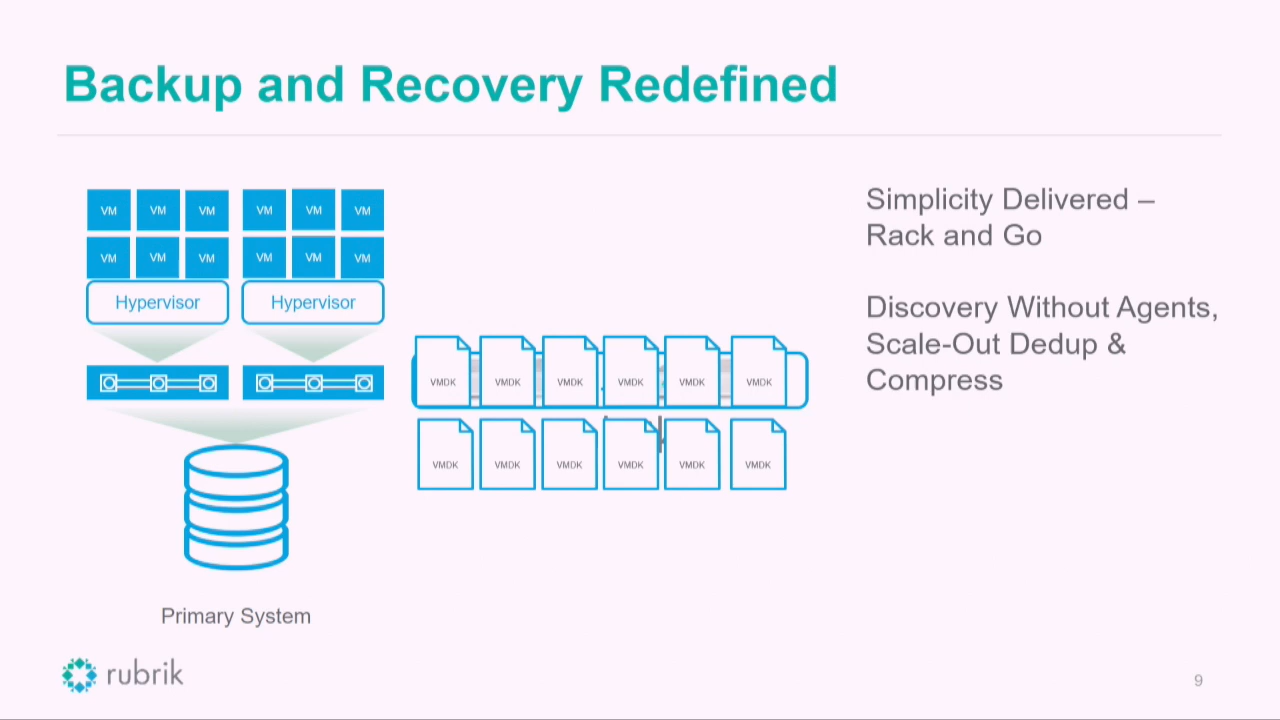 Backup and Recovery Redefined
VM VM VM VM VM VM
VM VM VM VM VM VM
Hypervisor Hypervisor
VMDK VMDK VMDK VMDK VMDK VMDK
VMDK VMDK VMDK VMDK VMDK VMDK
Primary System
Simplicity Delivered –
Rack and Go
Discovery Without Agents,
Scale-Out Dedup &
Compress
rubrik
9